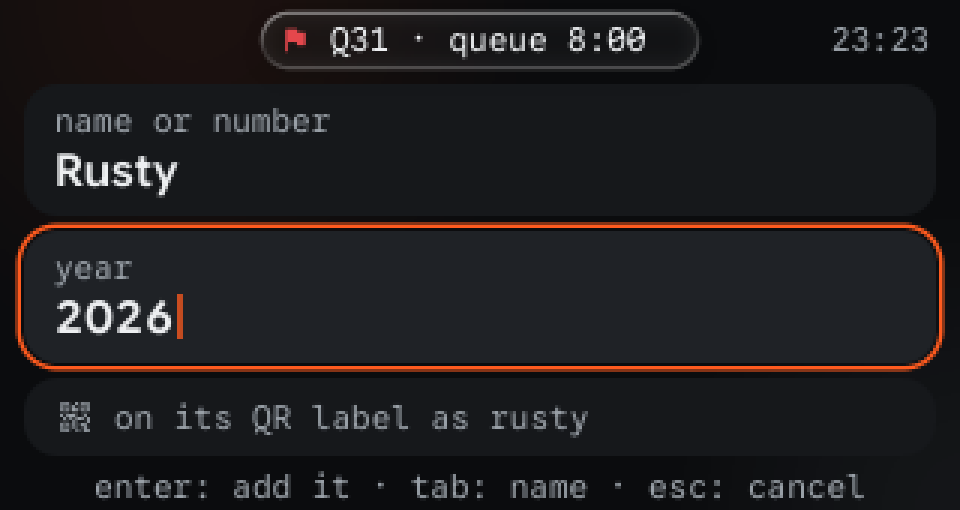 Q31 · queue 8:00
23:23
name or number
Rusty
year
2026
on its QR label as rusty
enter: add it · tab: name · esc: cancel